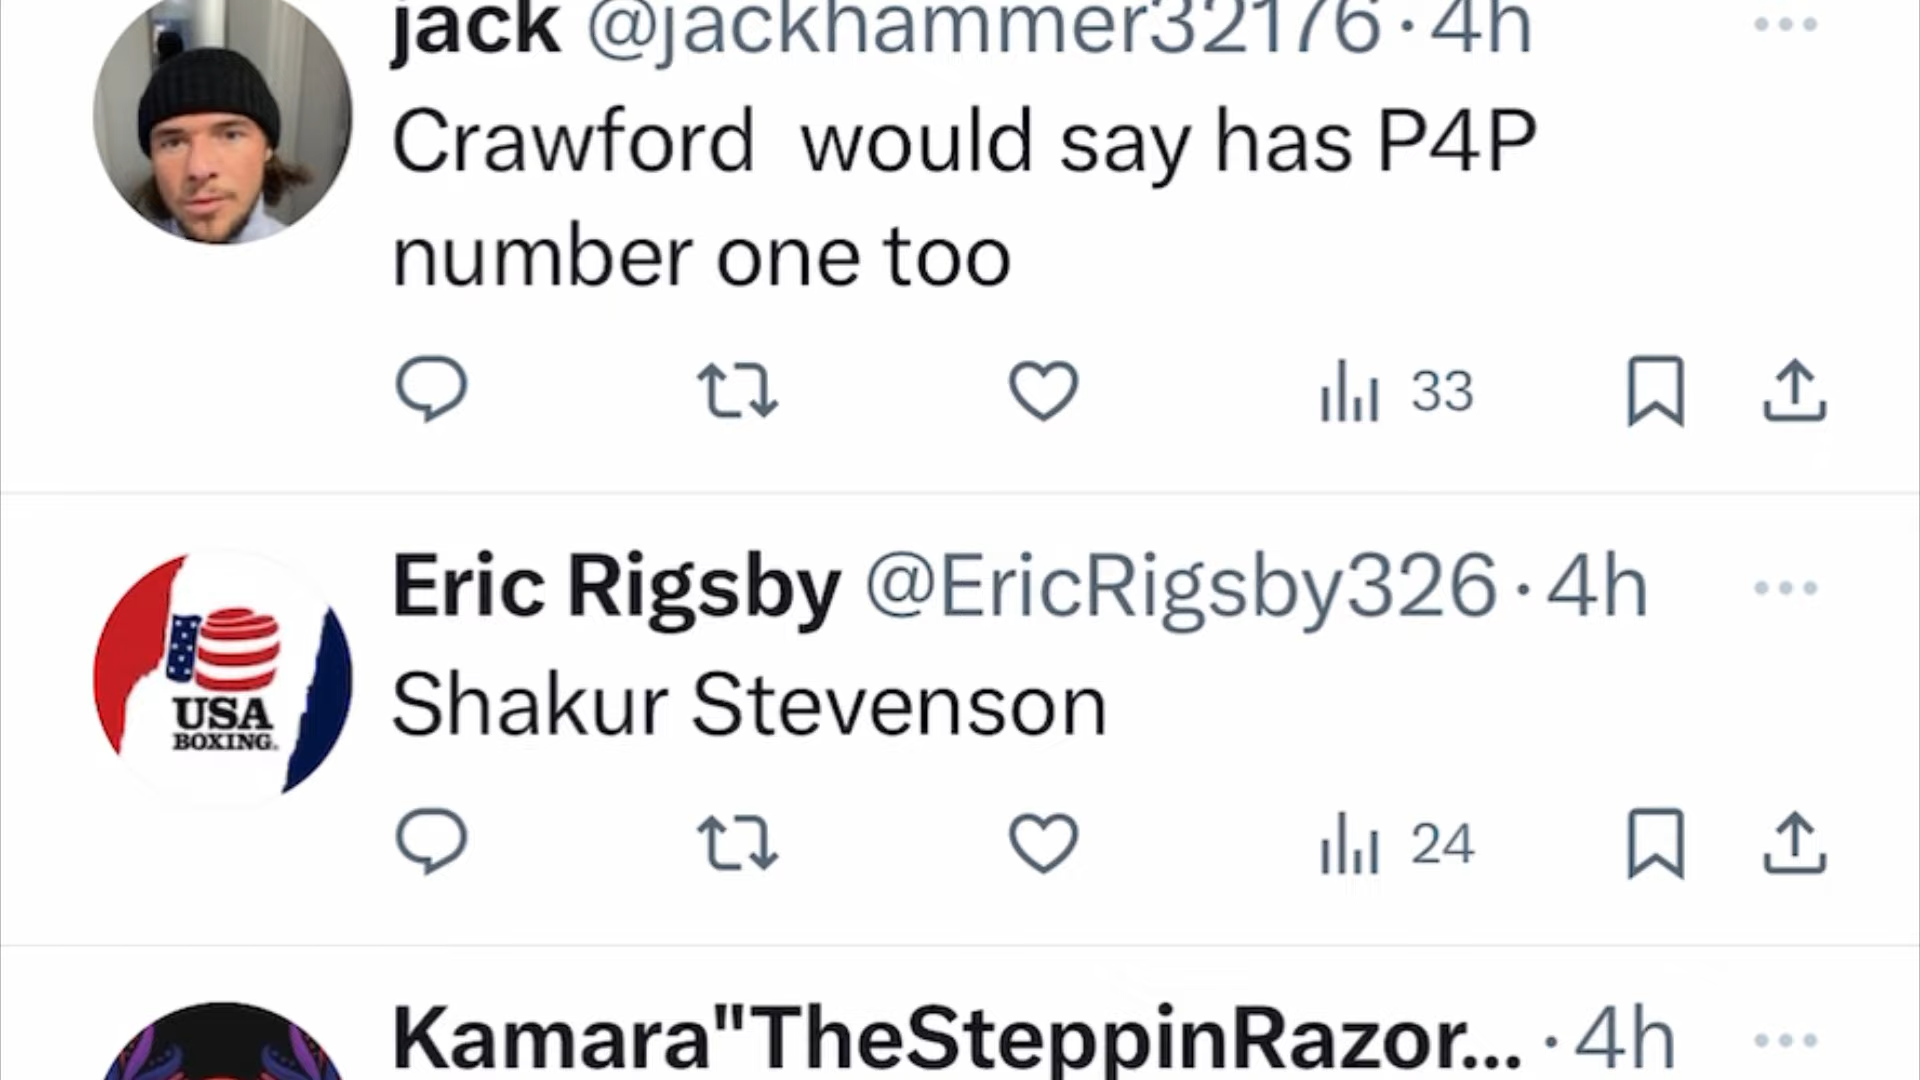 jack @jackhammer32176 · 4h
Crawford  would say has P4P
number one too
33
Eric Rigsby @EricRigsby326 · 4h
USA
BOXING.
Shakur Stevenson
24
Kamara"TheSteppinRazor... · 4h